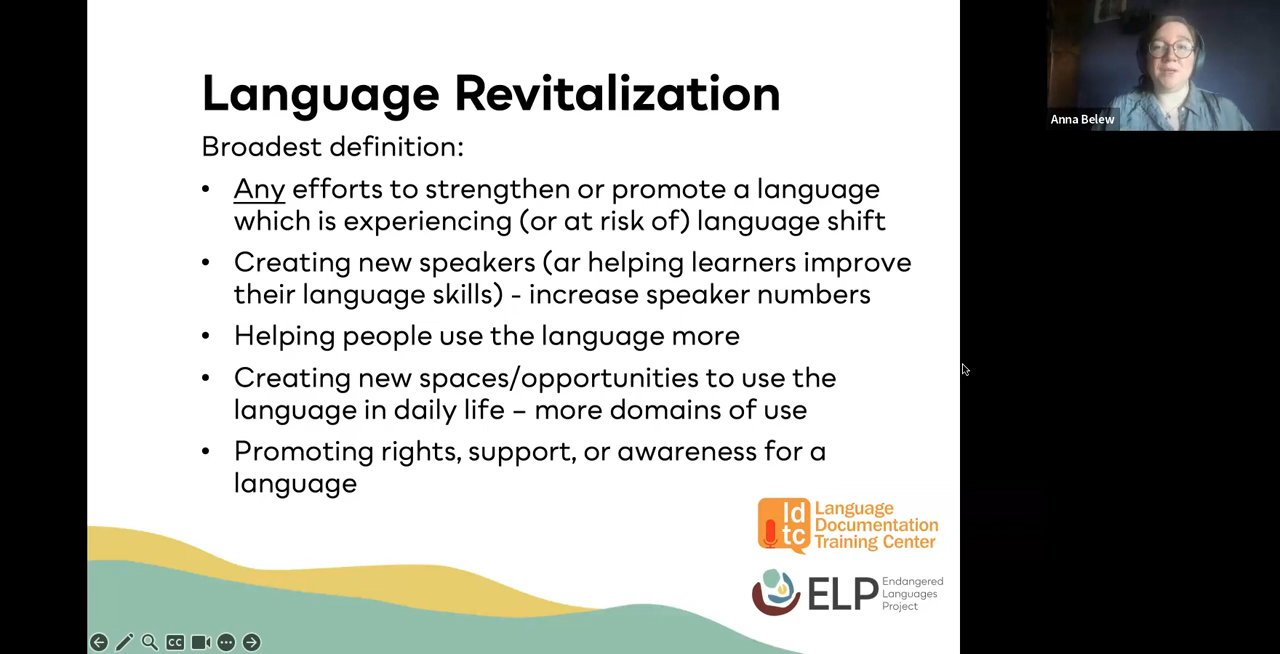 Language Revitalization
Broadest definition:
• Any efforts to strengthen or promote a language
which is experiencing (or at risk of) language shift
• Creating new speakers (ar helping learners improve
their language skills) - increase speaker numbers
• Helping people use the language more
• Creating new spaces/opportunities to use the
language in daily life – more domains of use
• Promoting rights, support, or awareness for a
language
ld
tc
Language
Documentation
Training Center
ELP
Endangered
Languages
Project
CC
Anna Belew